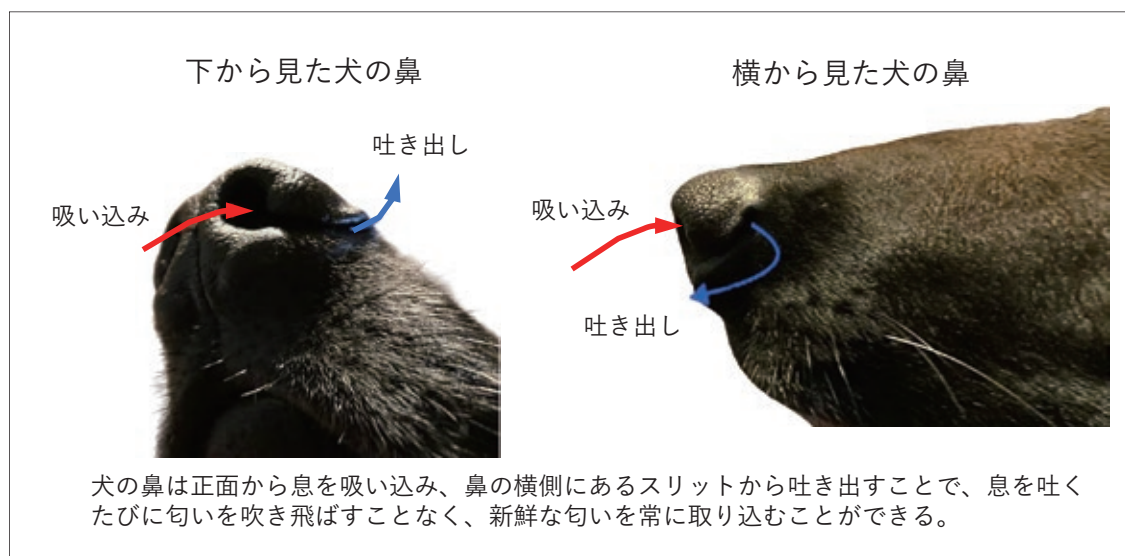 下から見た犬の鼻
横から見た犬の鼻
吐き出し
吸い込み
吸い込み
吐き出し
犬の鼻は正面から息を吸い込み、鼻の横側にあるスリットから吐き出すことで、息を吐く
たびに匂いを吹き飛ばすことなく、新鮮な匂いを常に取り込むことができる。